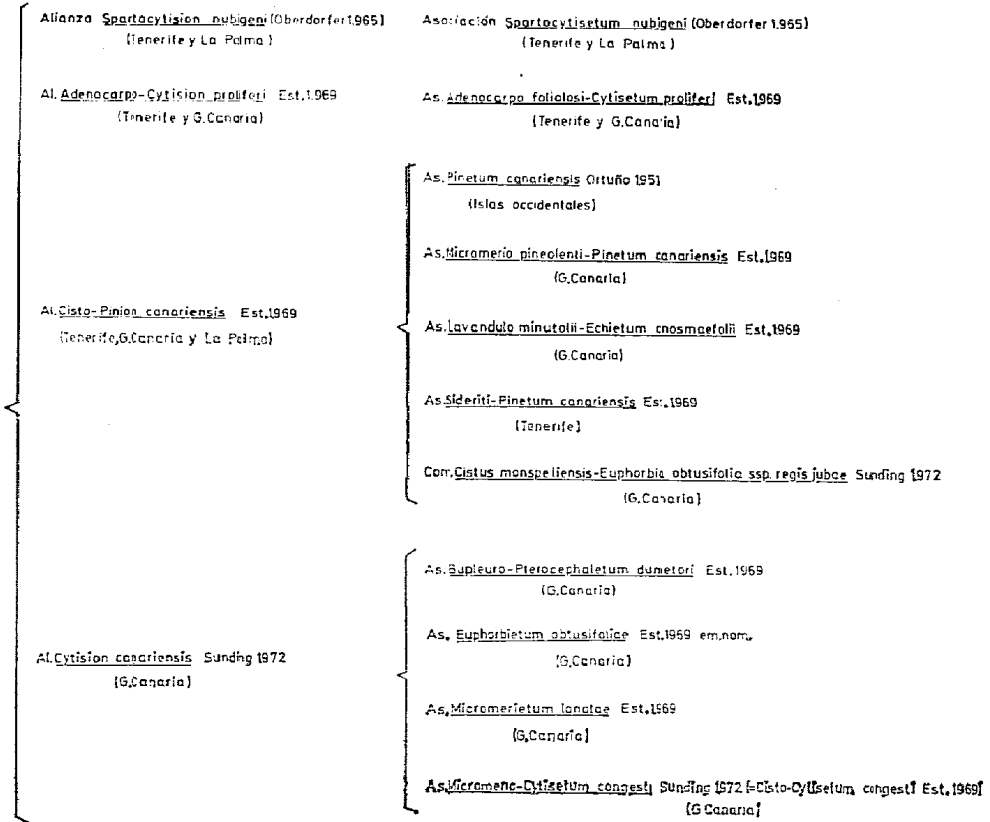 Alianza Spartocytision nubigeni (Oberdorfer 1.965)
(Tenerife y La Palma)
Asociación Spartocytisetum nubigeni (Oberdorfer 1.965)
(Tenerife y La Palma)
Al. Adenocarpo-Cytision proliferi Est.1.969
(Tenerife y G.Canaria)
As. Adenocarpo foliolosi-Cytisetum proliferi Est.1969
(Tenerife y G.Canaria)
Al. Cisto-Pinion canariensis Est.1969
(Tenerife,G.Canaria y La Palma)
As. Pinetum canariensis Ortuño 1951
(Islas occidentales)
As. Micromerio pineolenti-Pinetum canariensis Est.1969
(G.Canaria)
As. Lavandulo minutolii-Echietum onosmaefolii Est.1969
(G.Canaria)
As. Sideriti-Pinetum canariensis Est.1969
(Tenerife)
Com. Cistus monspeliensis-Euphorbia obtusifolia ssp. regis jubae Sunding 1972
(G.Canaria)
Al. Cytision canariensis Sunding 1972
(G.Canaria)
As. Bupleuro-Pterocephaletum dumetori Est.1969
(G.Canaria)
As. Euphorbietum obtusifoliae Est.1969 em.nom.
(G.Canaria)
As. Micromerietum lanatae Est.1969
(G.Canaria)
As. Micromerio-Cytisetum congesti Sunding 1972 (=Cisto-Cytisetum congesti Est.1969)
(G Canaria)